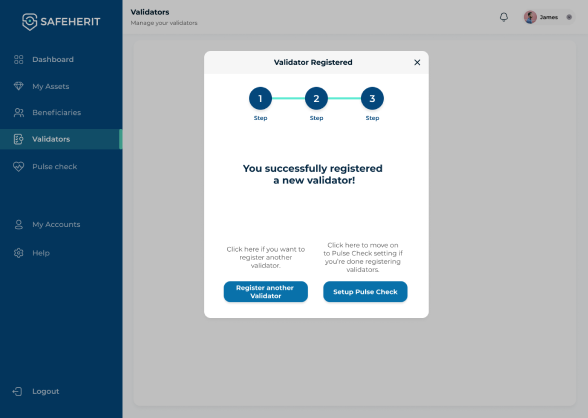 SAFEHERIT
Validators
Manage your validators
James
Dashboard
My Assets
Beneficiaries
Validators
Pulse check
My Accounts
Help
Logout
Validator Registered
1
2
3
Step
Step
Step
You successfully registered
a new validator!
Click here if you want to
register another
validator.
Register another
Validator
Click here to move on
to Pulse Check setting if
you're done registering
validators.
Setup Pulse Check